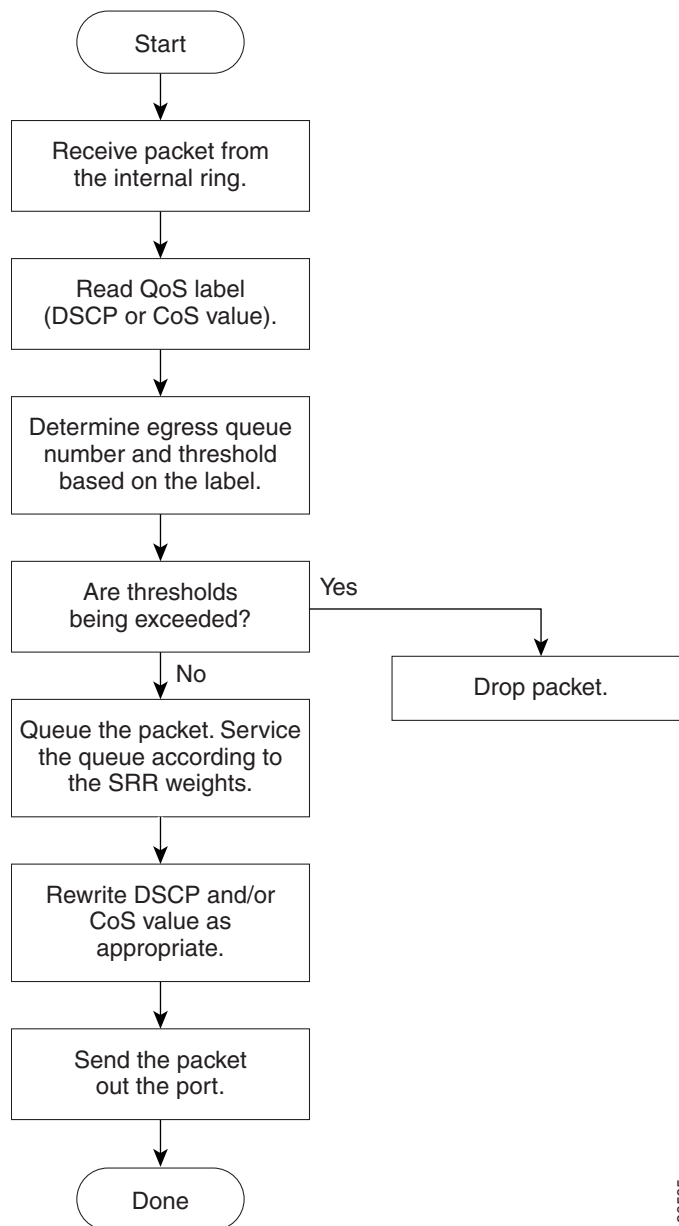 Start
Receive packet from
the internal ring.
Read QoS label
(DSCP or CoS value).
Determine egress queue
number and threshold
based on the label.
Are thresholds
being exceeded?
Yes
No
Drop packet.
Queue the packet. Service
the queue according to
the SRR weights.
Rewrite DSCP and/or
CoS value as
appropriate.
Send the packet
out the port.
Done